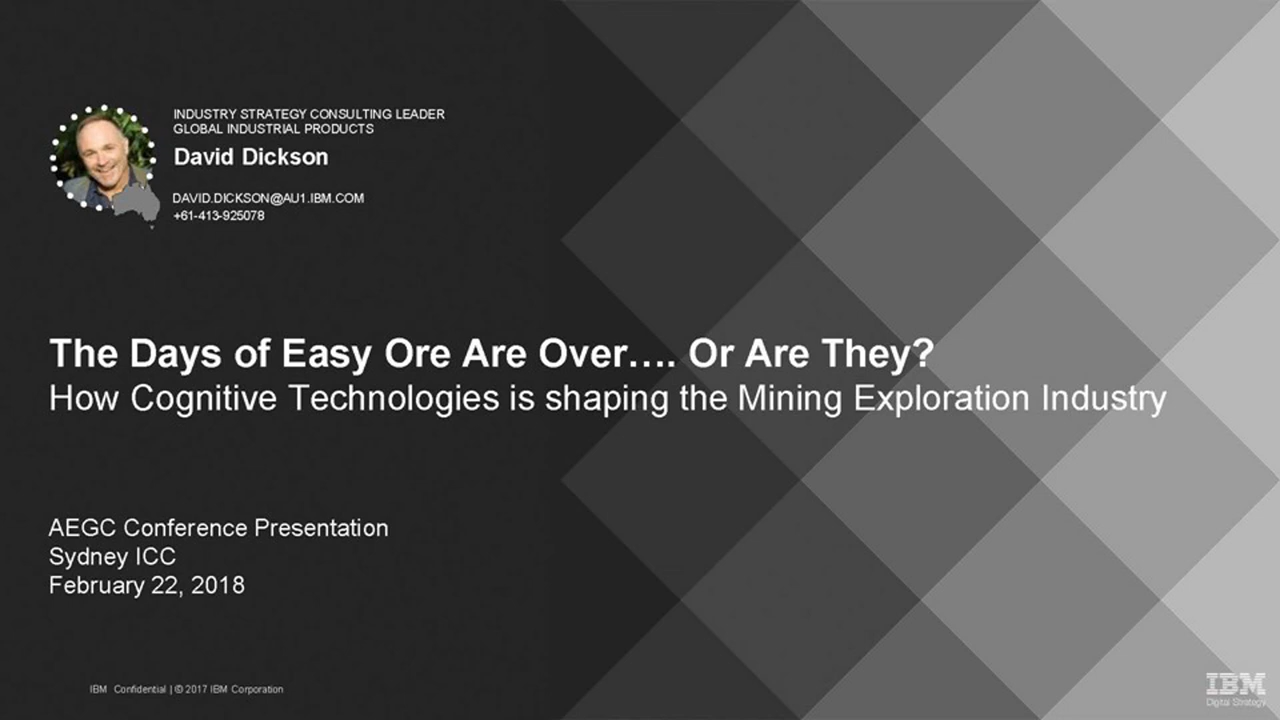 INDUSTRY STRATEGY CONSULTING LEADER
GLOBAL INDUSTRIAL PRODUCTS
David Dickson
DAVID.DICKSON@AU1.IBM.COM
+61-413-925078
The Days of Easy Ore Are Over.... Or Are They?
How Cognitive Technologies is shaping the Mining Exploration Industry
AEGC Conference Presentation
Sydney ICC
February 22, 2018
IBM Confidential | © 2017 IBM Corporation
IBM
Digital Strategy